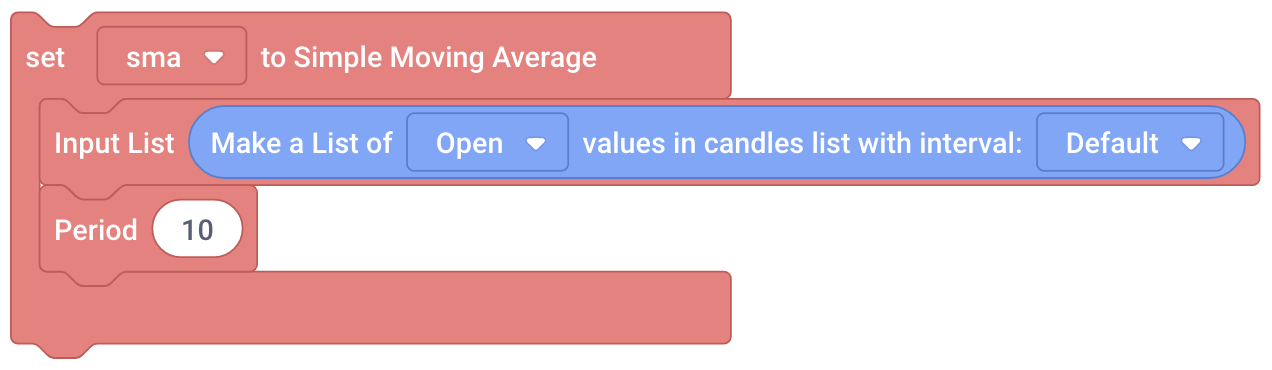 set sma to Simple Moving Average
Input List Make a List of Open values in candles list with interval: Default
Period 10